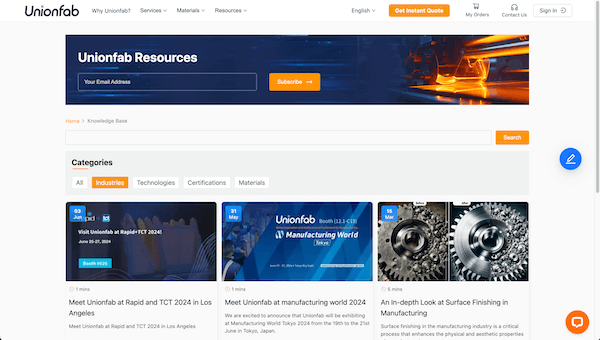 Unionfab
Why Unionfab?
Services
Materials
Resources
English
Get Instant Quote
My Orders
Contact Us
Sign In
Unionfab Resources
Your Email Address
Subscribe
Home > Knowledge Base
Search
Categories
All
Industries
Technologies
Certifications
Materials
03
Jun
Visit Unionfab at Rapid+TCT 2024!
June 25-27, 2024
31
May
Unionfab Booth
Manufacturing World
Tokyo
15
Mar
1 mins
Meet Unionfab at Rapid and TCT 2024 in Los
Angeles
Meet Unionfab at Rapid and TCT 2024 in Los Angeles
1 mins
Meet Unionfab at manufacturing world 2024
We are excited to announce that Unionfab will be exhibiting
at Manufacturing World Tokyo 2024 from the 19th to the 21st
June in Tokyo, Japan.
5 mins
An In-depth Look at Surface Finishing in
Manufacturing
Surface finishing in the manufacturing industry is a critical
process that enhances the physical and aesthetic properties